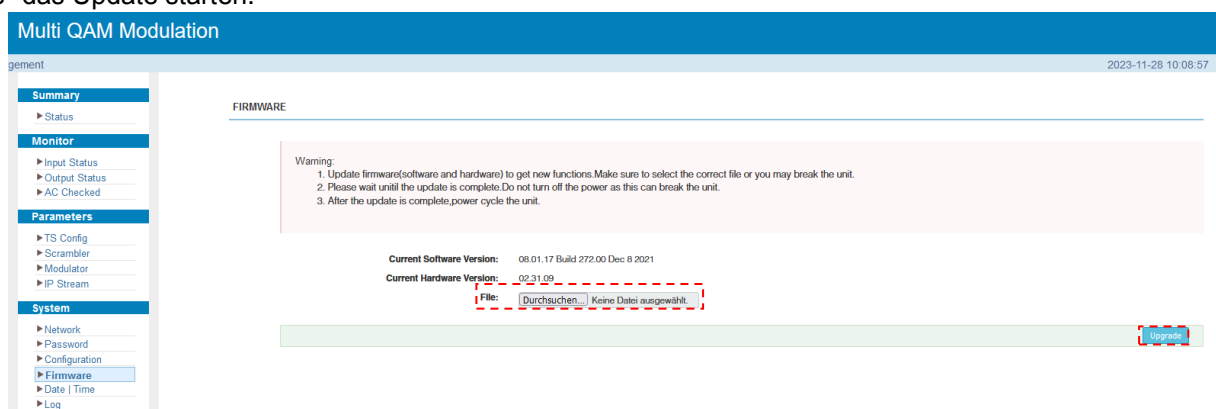 das Update starten.
Multi QAM Modulation
gement
2023-11-28 10:08:57
Summary
Status
Monitor
Input Status
Output Status
AC Checked
Parameters
TS Config
Scrambler
Modulator
IP Stream
System
Network
Password
Configuration
Firmware
Date | Time
Log
FIRMWARE
Warning:
1. Update firmware(software and hardware) to get new functions.Make sure to select the correct file or you may break the unit.
2. Please wait unitil the update is complete.Do not turn off the power as this can break the unit.
3. After the update is complete,power cycle the unit.
Current Software Version: 08.01.17 Build 272.00 Dec 8 2021
Current Hardware Version: 02.31.09
File: Durchsuchen... Keine Datei ausgewählt.
Upgrade